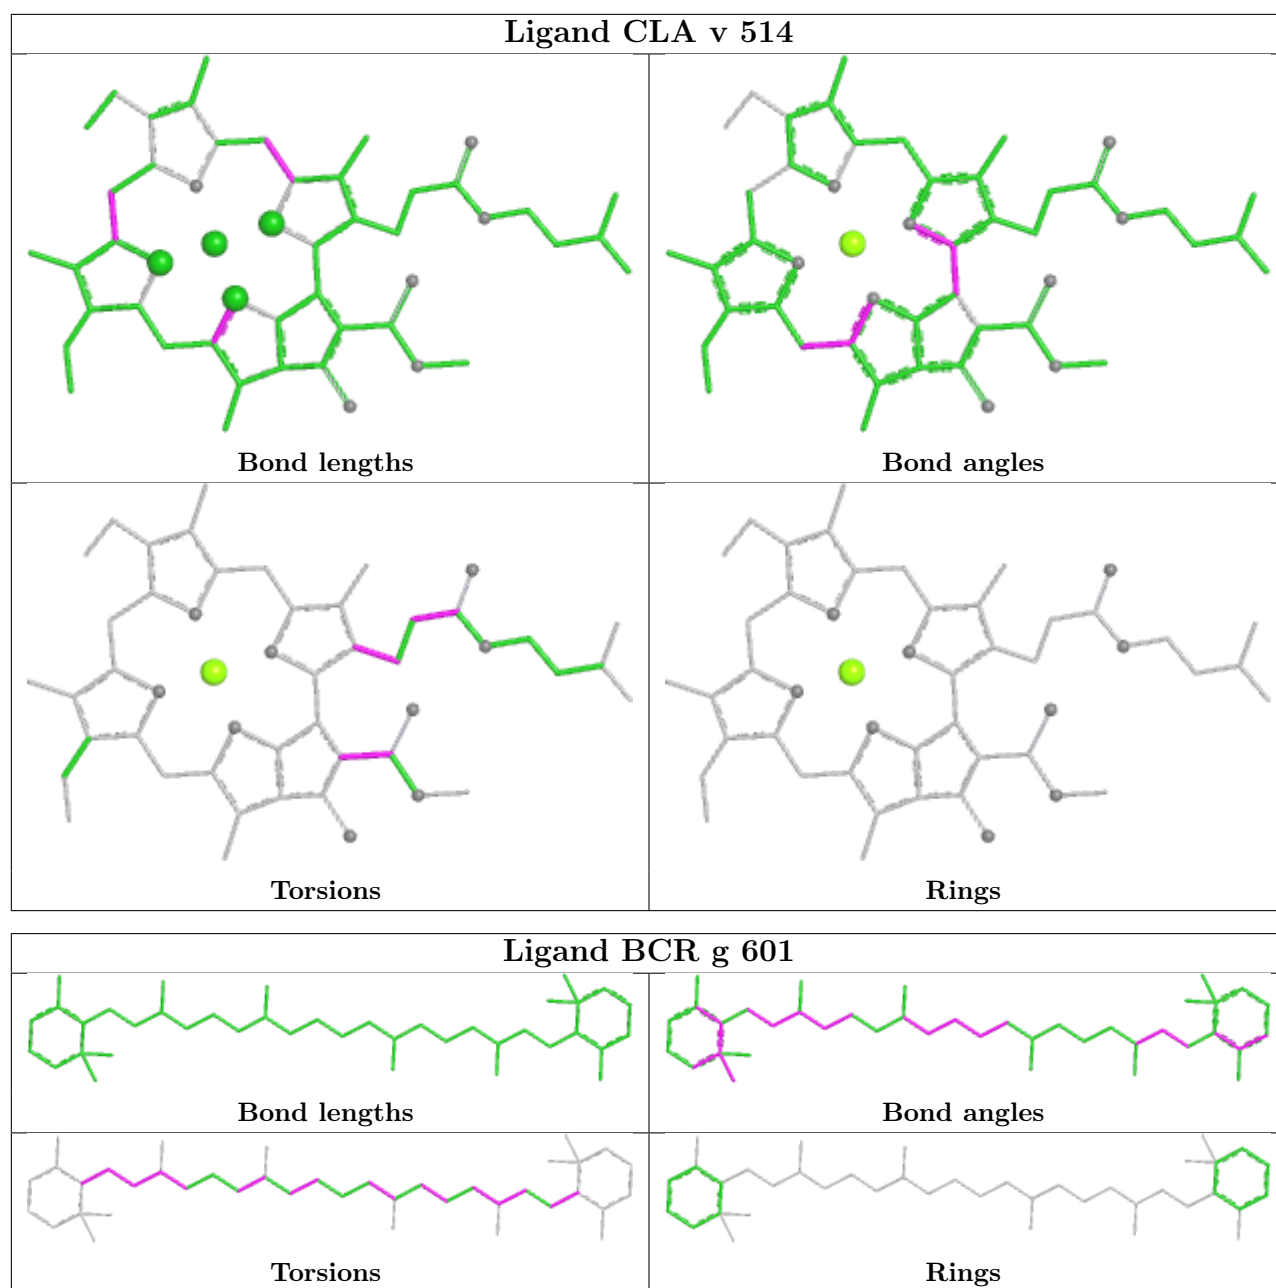 Ligand CLA v 514
Bond lengths
Bond angles
Torsions
Rings
Ligand BCR g 601
Bond lengths
Bond angles
Torsions
Rings